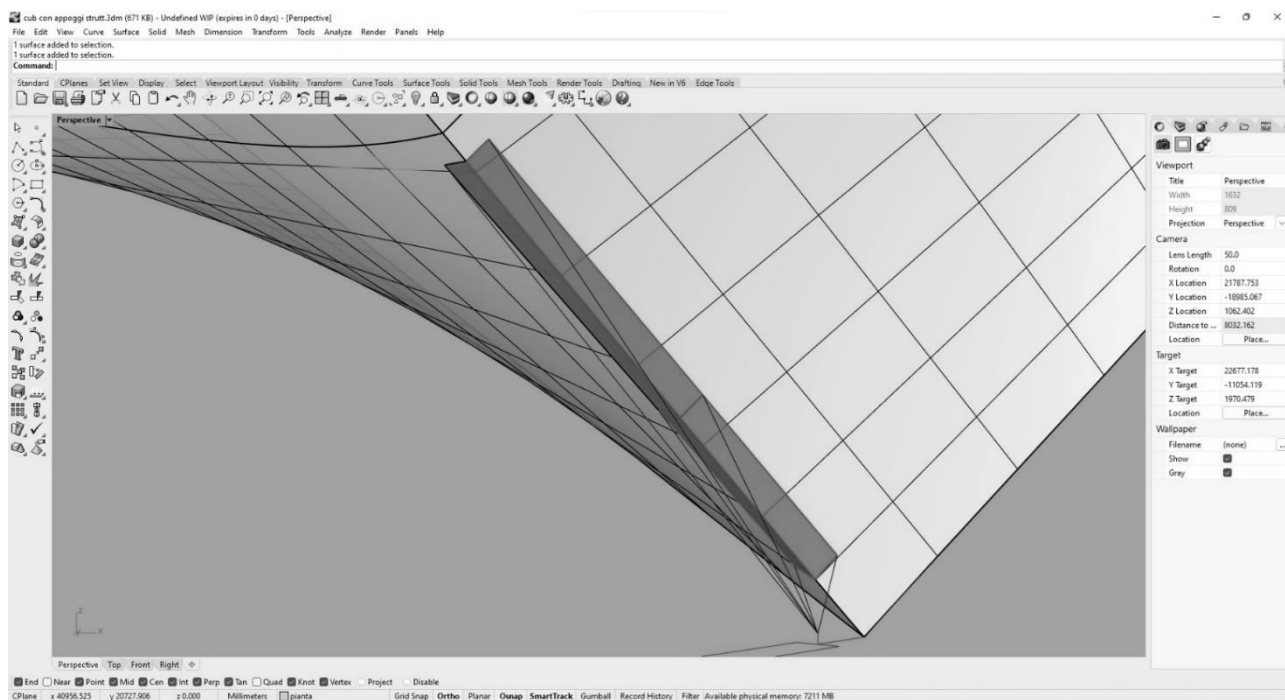 cub con appoggi strutt.3dm (671 KB) - Undefined WIP (expires in 0 days) - [Perspective]
File Edit View Curve Surface Solid Mesh Dimension Transform Tools Analyze Render Panels Help
1 surface added to selection.
1 surface added to selection.
Command:
Standard CPlanes Set View Display Select Viewport Layout Visibility Transform Curve Tools Surface Tools Solid Tools Mesh Tools Render Tools Drafting New in V6 Edge Tools
Perspective
Viewport
Title Perspective
Width 1632
Height 809
Projection Perspective
Camera
Lens Length 50.0
Rotation 0.0
X Location 21787.753
Y Location -18985.067
Z Location 1062.402
Distance to ... 8032.162
Location Place...
Target
X Target 22677.178
Y Target -11054.119
Z Target 1970.479
Location Place...
Wallpaper
Filename (none) ...
Show
Gray
z
x
Perspective Top Front Right
End Near Point Mid Cen Int Perp Tan Quad Knot Vertex Project Disable
CPlane x 40956.525 y 20727.906 z 0.000 Millimeters pianta Grid Snap Ortho Planar Osnap SmartTrack Gumball Record History Filter Available physical memory: 7211 MB